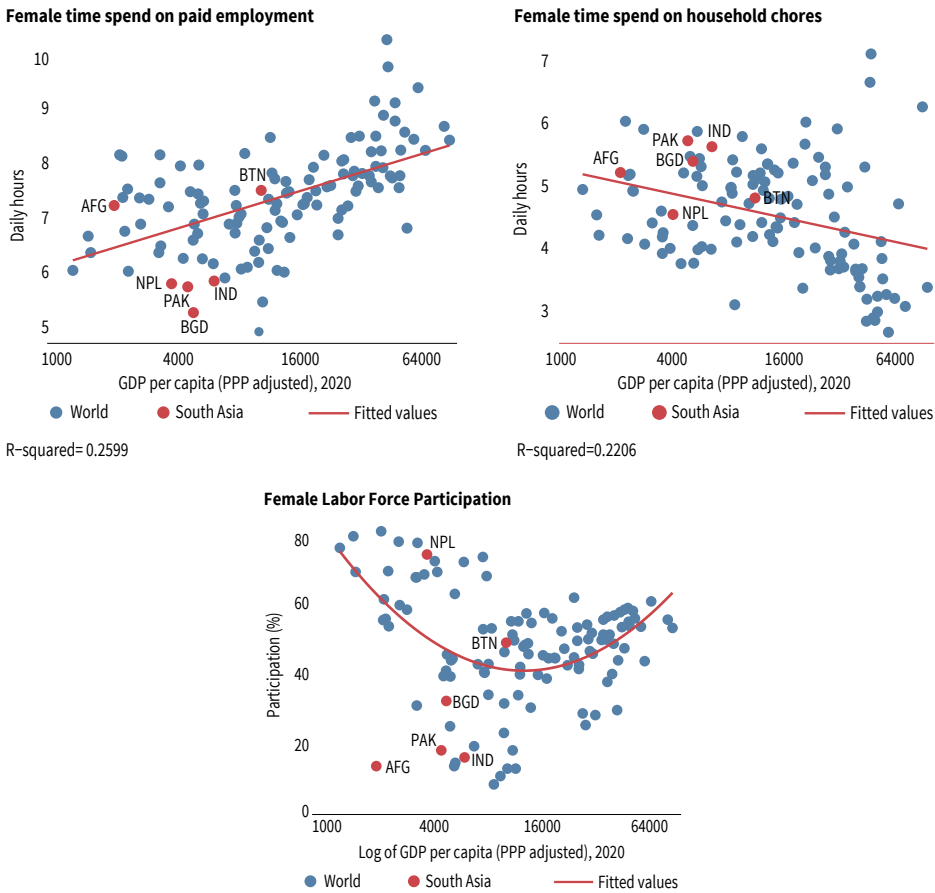 Female time spend on paid employment
10
9
8
7
6
5
Daily hours
AFG
BTN
NPL
PAK
IND
BGD
1000 4000 16000 64000
GDP per capita (PPP adjusted), 2020
World South Asia Fitted values
R−squared= 0.2599
Female time spend on household chores
7
6
5
4
3
Daily hours
PAK
IND
BGD
AFG
BTN
NPL
1000 4000 16000 64000
GDP per capita (PPP adjusted), 2020
World South Asia Fitted values
R−squared=0.2206
Female Labor Force Participation
80
60
40
20
0
Participation (%)
NPL
BTN
BGD
PAK
IND
AFG
1000 4000 16000 64000
Log of GDP per capita (PPP adjusted), 2020
World South Asia Fitted values